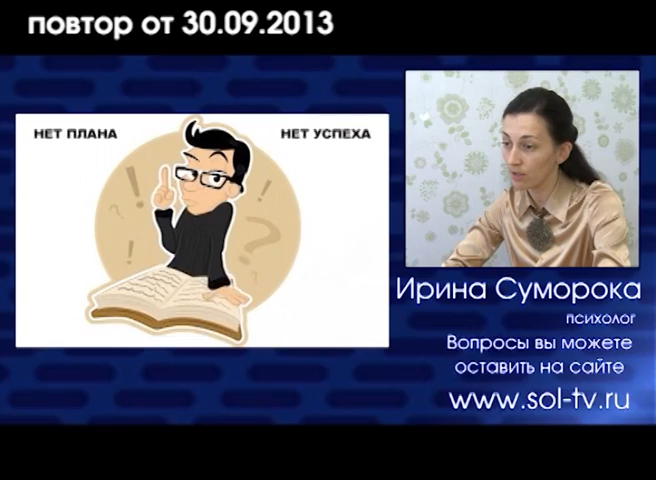 повтор от 30.09.2013
НЕТ ПЛАНА
НЕТ УСПЕХА
Ирина Суморока
психолог
Вопросы вы можете
оставить на сайте
www.sol-tv.ru